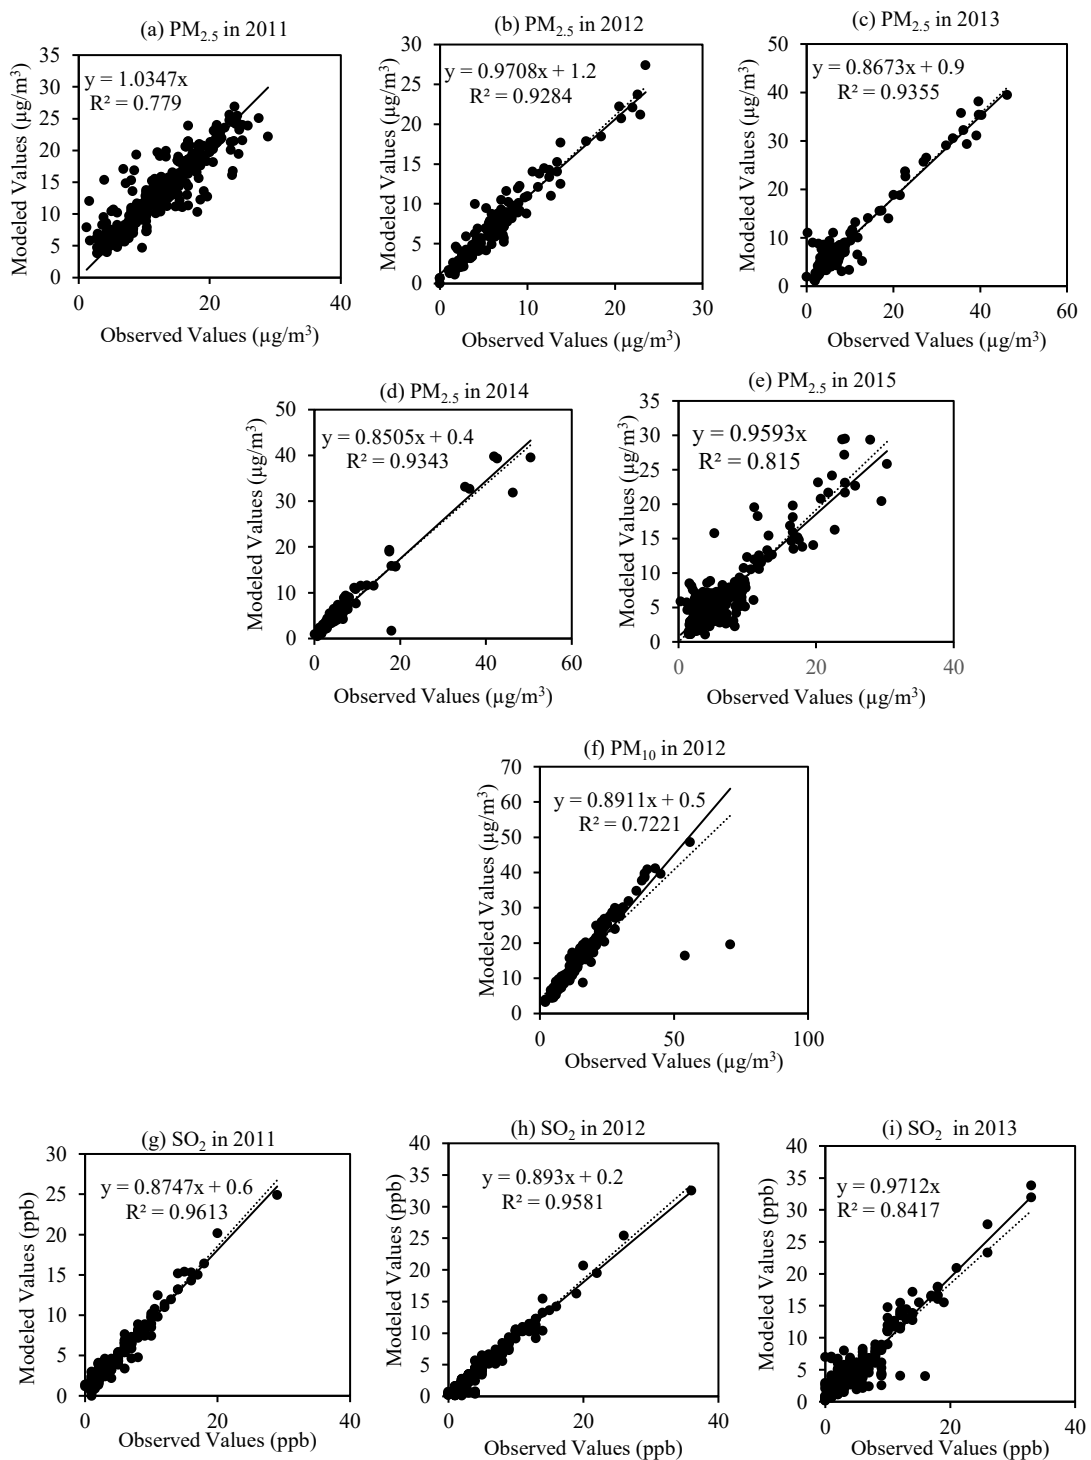 (a) PM2.5 in 2011
y = 1.0347x
R² = 0.779
Modeled Values (µg/m3)
35
30
25
20
15
10
5
0
0
20
40
Observed Values (µg/m3)
(b) PM2.5 in 2012
y = 0.9708x + 1.2
R² = 0.9284
Modeled Values (µg/m3)
30
25
20
15
10
5
0
0
10
20
30
Observed Values (µg/m3)
(c) PM2.5 in 2013
y = 0.8673x + 0.9
R² = 0.9355
Modeled Values (µg/m3)
50
40
30
20
10
0
0
20
40
60
Observed Values (µg/m3)
(d) PM2.5 in 2014
y = 0.8505x + 0.4
R² = 0.9343
Modeled Values (µg/m3)
50
40
30
20
10
0
0
20
40
60
Observed Values (µg/m3)
(e) PM2.5 in 2015
y = 0.9593x
R² = 0.815
Modeled Values (µg/m3)
35
30
25
20
15
10
5
0
0
20
40
Observed Values (µg/m3)
(f) PM10 in 2012
y = 0.8911x + 0.5
R² = 0.7221
Modeled Values (µg/m3)
70
60
50
40
30
20
10
0
0
50
100
Observed Values (µg/m3)
(g) SO2 in 2011
y = 0.8747x + 0.6
R² = 0.9613
Modeled Values (ppb)
30
25
20
15
10
5
0
0
20
40
Observed Values (ppb)
(h) SO2 in 2012
y = 0.893x + 0.2
R² = 0.9581
Modeled Values (ppb)
40
35
30
25
20
15
10
5
0
0
20
40
Observed Values (ppb)
(i) SO2 in 2013
y = 0.9712x
R² = 0.8417
Modeled Values (ppb)
40
35
30
25
20
15
10
5
0
0
20
40
Observed Values (ppb)